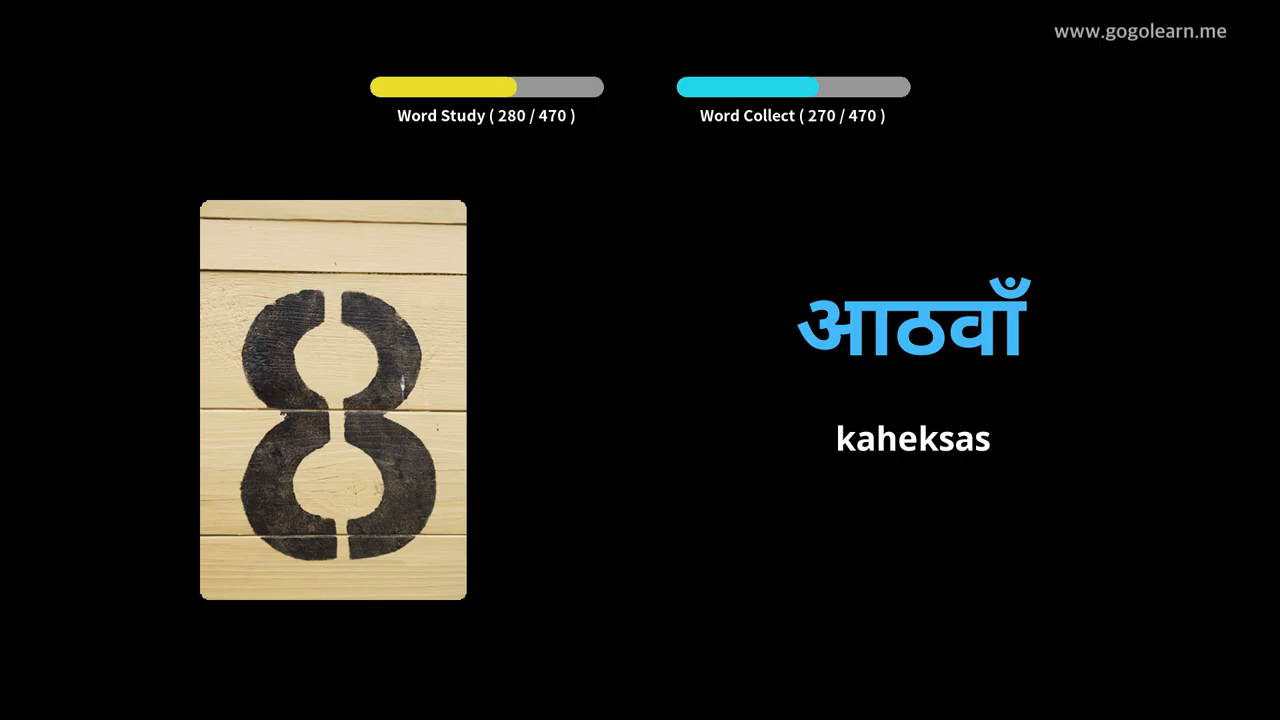 www.gogolearn.me
Word Study ( 280 / 470 )
Word Collect ( 270 / 470 )
8
आठवाँ
kaheksas